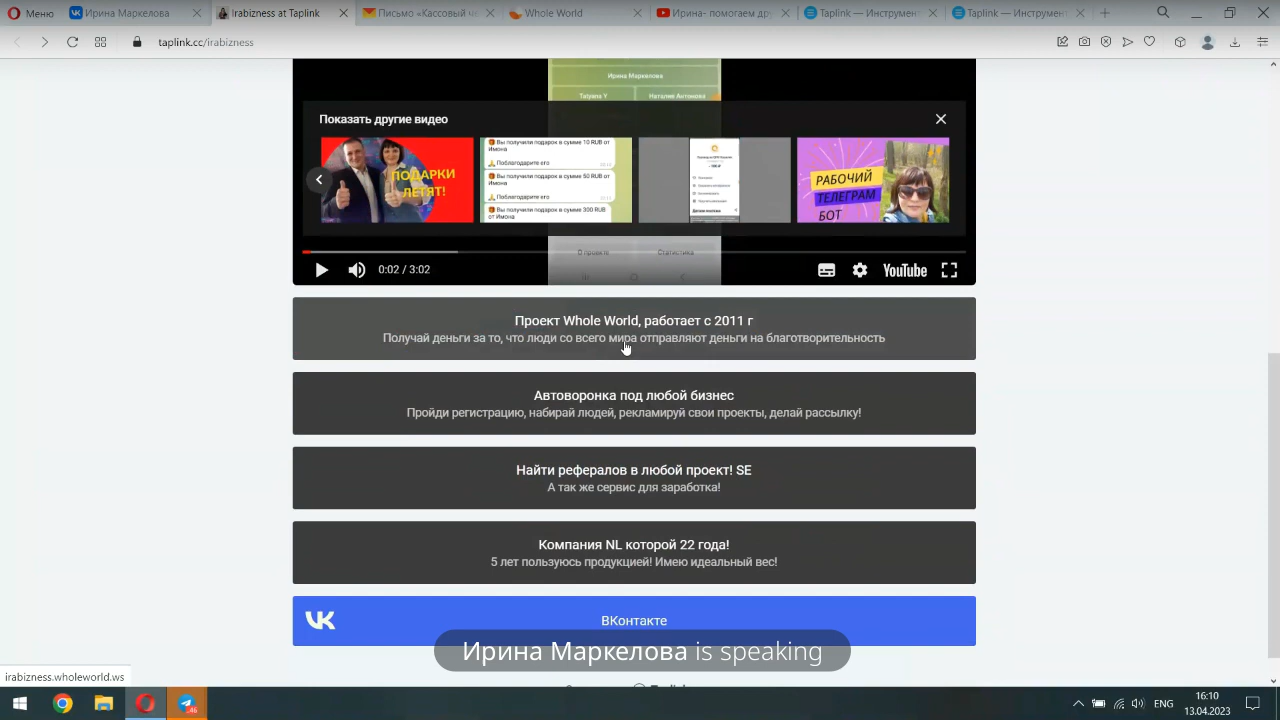 Меню
Ирина Маркелова
irabizness at Taplink
Письмо «Кассовый ч
Whole World
Ирина- помогаем др
Taplink — Инструмент
Taplink — Инструмент
taplink.cc/irabizness
Ирина Маркелова
Tatyana Y
Наталия Антонова
Показать другие видео
ПОДАРКИ
ЛЕТЯТ!
🎁 Вы получили подарок в сумме 10 RUB от
Имона
🙏 Поблагодарите его
🎁 Вы получили подарок в сумме 50 RUB от
Имона
🙏 Поблагодарите его
🎁 Вы получили подарок в сумме 300 RUB
от Имона
РАБОЧИЙ
ТЕЛЕГРАМ
БОТ
О проекте
Статистика
0:02 / 3:02
YouTube
Проект Whole World, работает с 2011 г
Получай деньги за то, что люди со всего мира отправляют деньги на благотворительность
Автоворонка под любой бизнес
Пройди регистрацию, набирай людей, рекламируй свои проекты, делай рассылку!
Найти рефералов в любой проект! SE
А так же сервис для заработка!
Компания NL которой 22 года!
5 лет пользуюсь продукцией! Имею идеальный вес!
ВКонтакте
Ирина Маркелова is speaking
irabizness.wholeworld.ws
46
ENG
16:10
13.04.2023